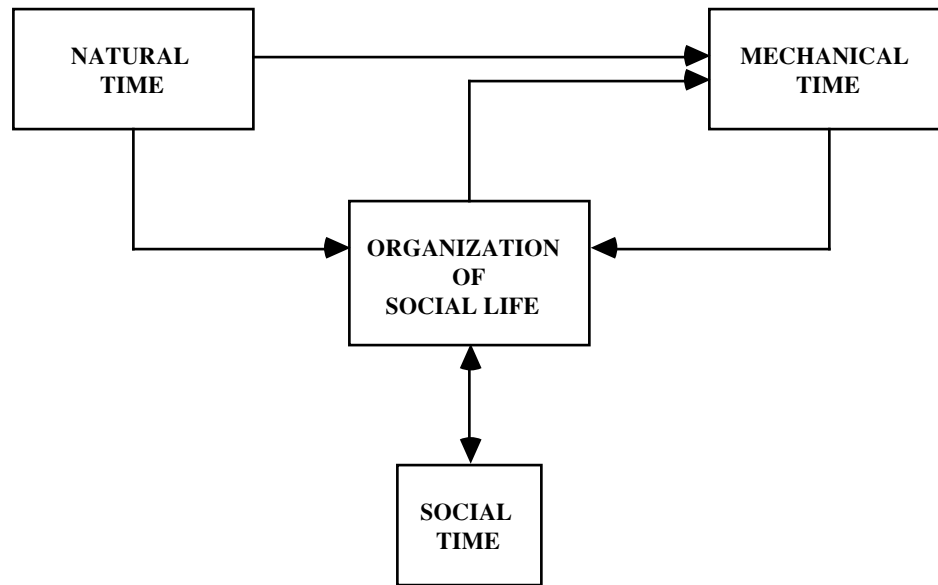 NATURAL
TIME
MECHANICAL
TIME
ORGANIZATION
OF
SOCIAL LIFE
SOCIAL
TIME